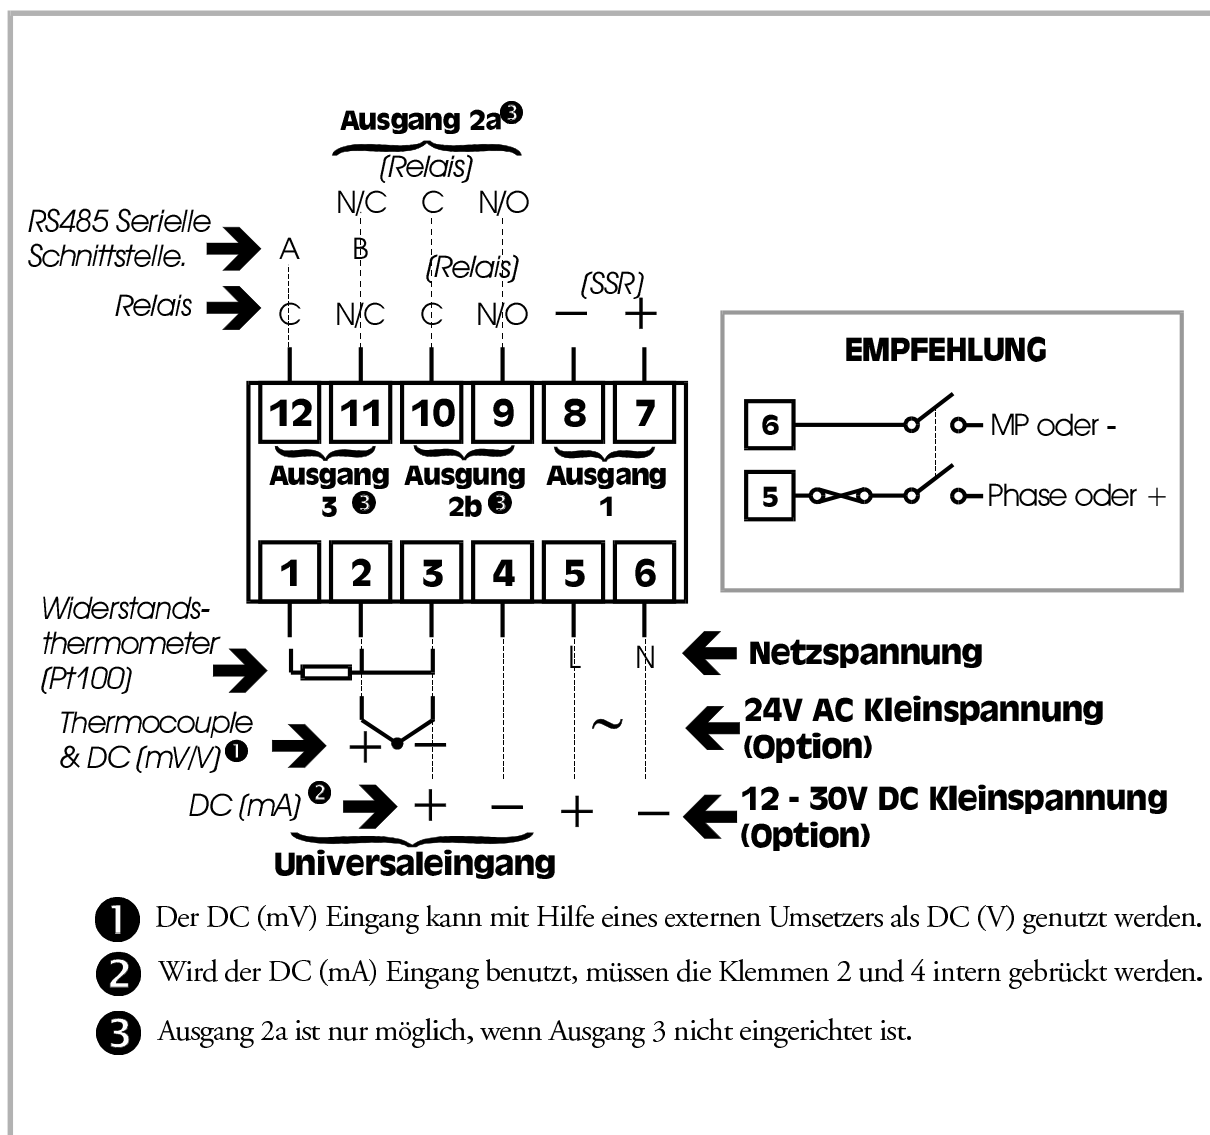 Ausgang 2a❸
(Relais)
N/C C N/O
RS485 Serielle
Schnittstelle.
A B
(Relais)
(SSR)
Relais
C N/C C N/O − +
12 11 10 9 8 7
Ausgang
3 ❸
Ausgung
2b ❸
Ausgang
1
1 2 3 4 5 6
EMPFEHLUNG
6 MP oder -
5 Phase oder +
Widerstands-
thermometer
(Pt100)
L N
Netzspannung
Thermocouple
& DC (mV/V)❶
+ −
~
24V AC Kleinspannung
(Option)
DC (mA) ❷
+ − + −
12 - 30V DC Kleinspannung
(Option)
Universaleingang
❶ Der DC (mV) Eingang kann mit Hilfe eines externen Umsetzers als DC (V) genutzt werden.
❷ Wird der DC (mA) Eingang benutzt, müssen die Klemmen 2 und 4 intern gebrückt werden.
❸ Ausgang 2a ist nur möglich, wenn Ausgang 3 nicht eingerichtet ist.